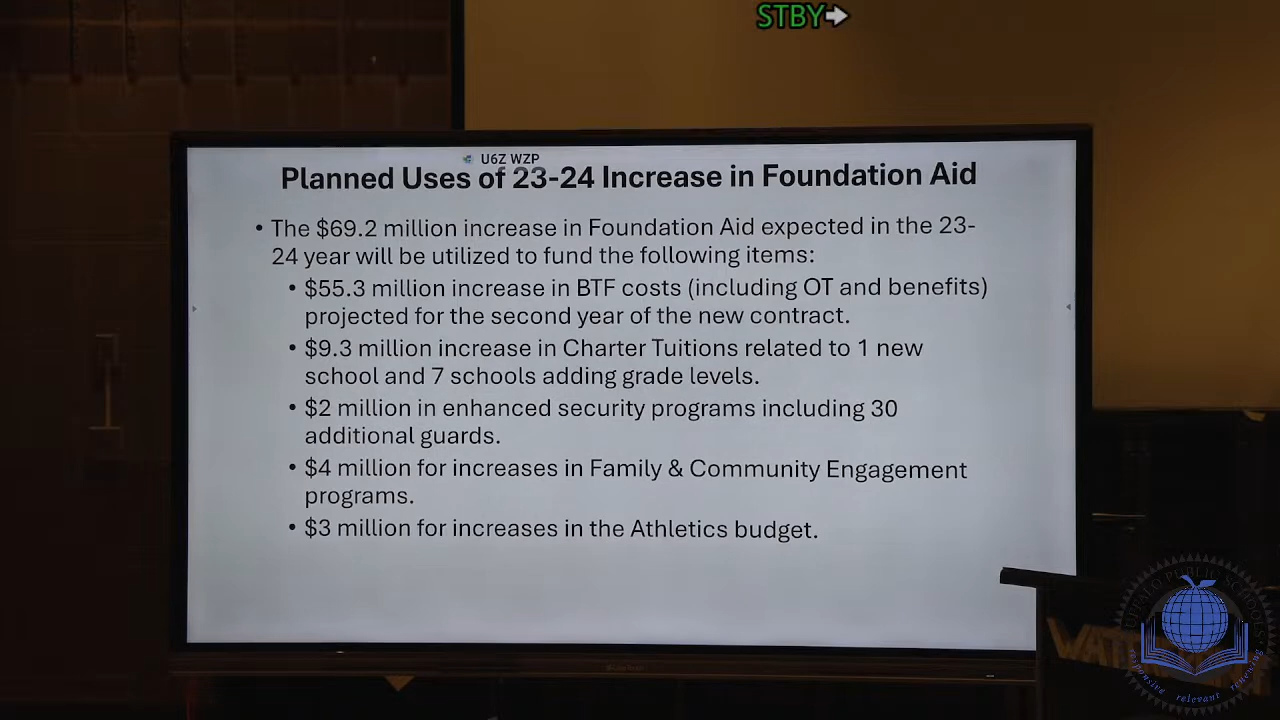 STBY
U6Z WZP
Planned Uses of 23-24 Increase in Foundation Aid
• The $69.2 million increase in Foundation Aid expected in the 23-
24 year will be utilized to fund the following items:
• $55.3 million increase in BTF costs (including OT and benefits)
projected for the second year of the new contract.
• $9.3 million increase in Charter Tuitions related to 1 new
school and 7 schools adding grade levels.
• $2 million in enhanced security programs including 30
additional guards.
• $4 million for increases in Family & Community Engagement
programs.
• $3 million for increases in the Athletics budget.
BUFFALO PUBLIC SCHOOLS
responsive relevant renewing